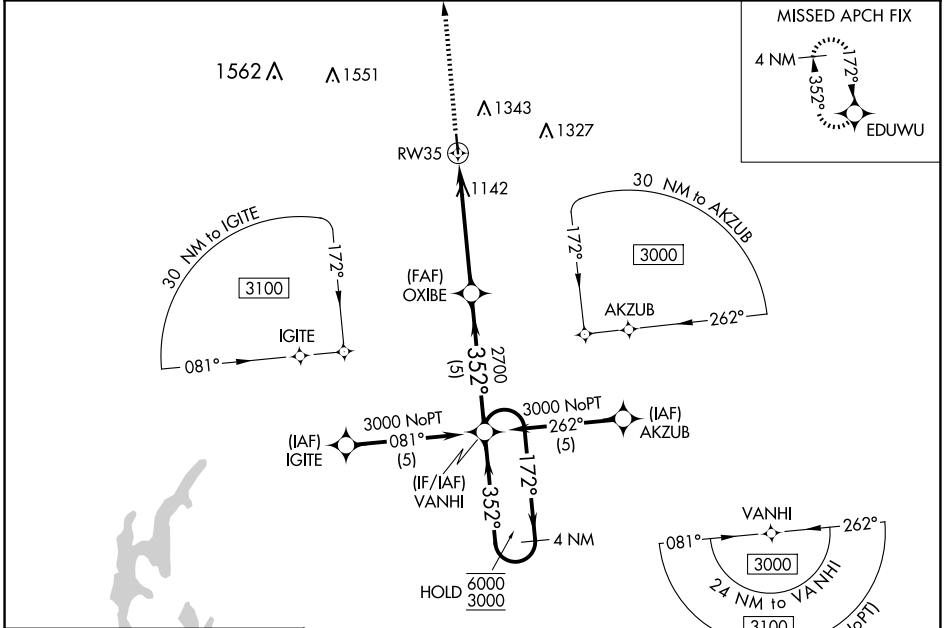 MISSED APCH FIX
4 NM
172°
352°
EDUWU
1562
1551
1343
1327
RW35
1142
30 NM to IGITE
172°
3100
IGITE
081°
30 NM to AKZUB
172°
3000
AKZUB
262°
(FAF)
OXIBE
2700
352°
(5)
3000 NoPT
081°
(5)
(IAF)
IGITE
3000 NoPT
262°
(5)
(IAF)
AKZUB
(IF/IAF)
VANHI
172°
352°
4 NM
HOLD
6000
3000
VANHI
081°
262°
3000
24 NM to VANHI
3100
NoPT)